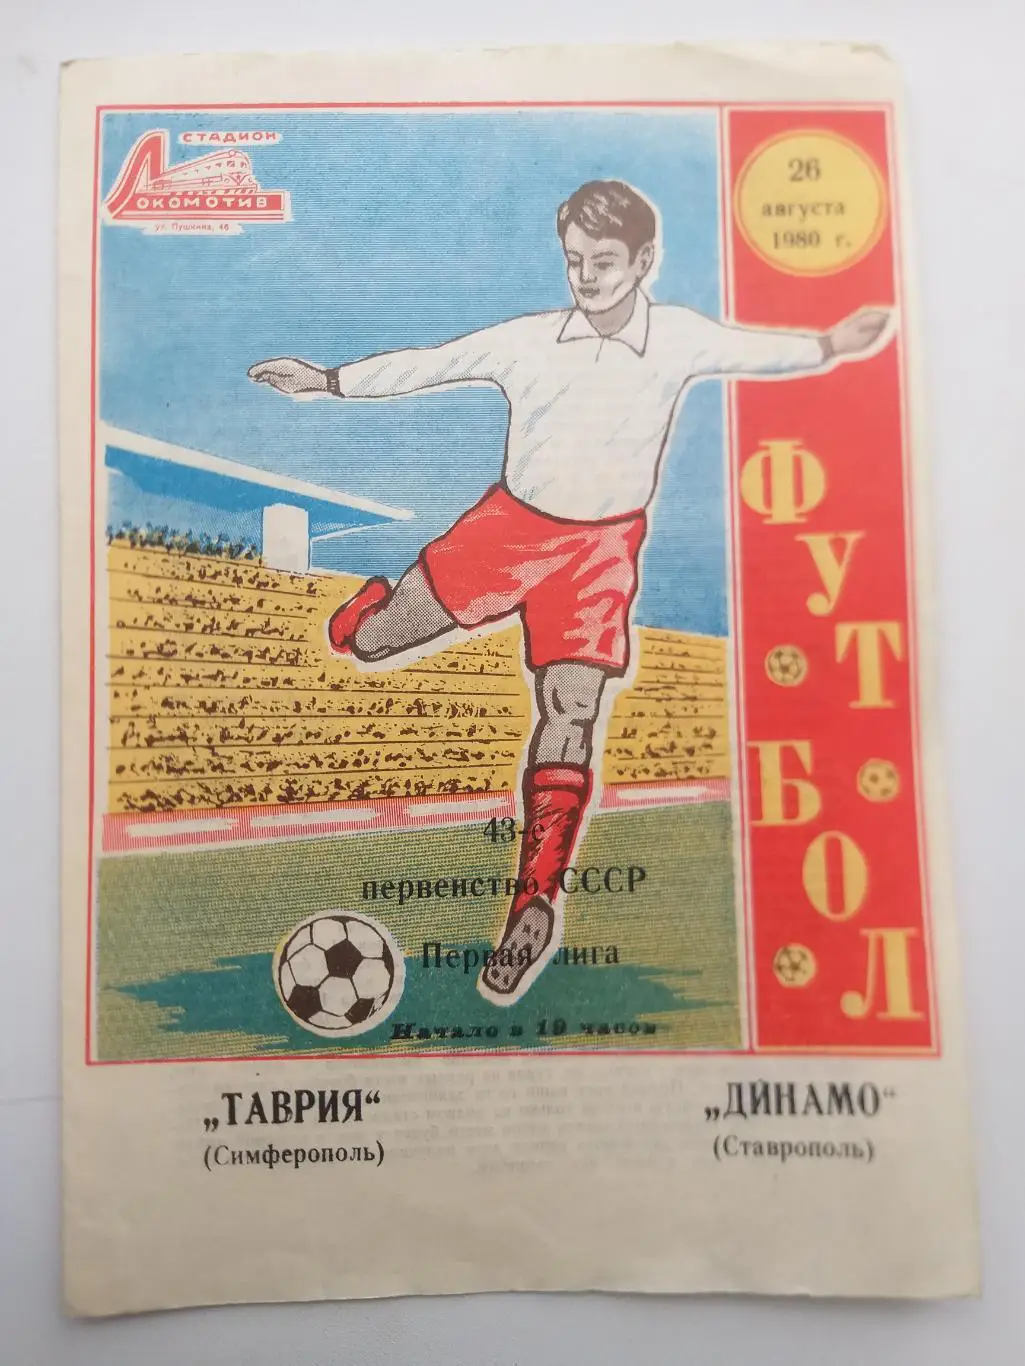 СТАДИОН
ЛОКОМОТИВ
ул. Пушкина, 46
26
августа
1980 г.
ФУТБОЛ
43-е
первенство СССР
Первая лига
Начало в 19 часов
„ТАВРИЯ“
(Симферополь)
„ДИНАМО“
(Ставрополь)